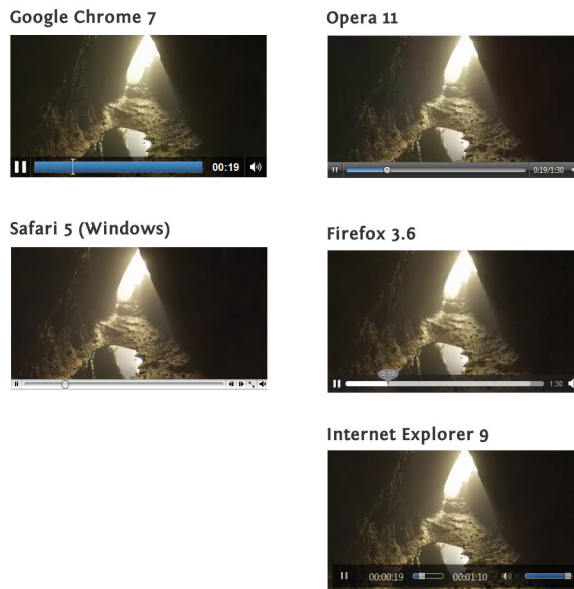 Google Chrome 7
00:19
Opera 11
0:19/1:30
Safari 5 (Windows)
Firefox 3.6
0:19
1:30
Internet Explorer 9
00:00:19
00:01:10